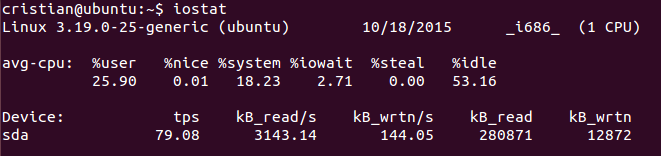 cristian@ubuntu:~$ iostat
Linux 3.19.0-25-generic (ubuntu) 10/18/2015 _i686_ (1 CPU)
avg-cpu: %user %nice %system %iowait %steal %idle
25.90 0.01 18.23 2.71 0.00 53.16
Device: tps kB_read/s kB_wrtn/s kB_read kB_wrtn
sda 79.08 3143.14 144.05 280871 12872